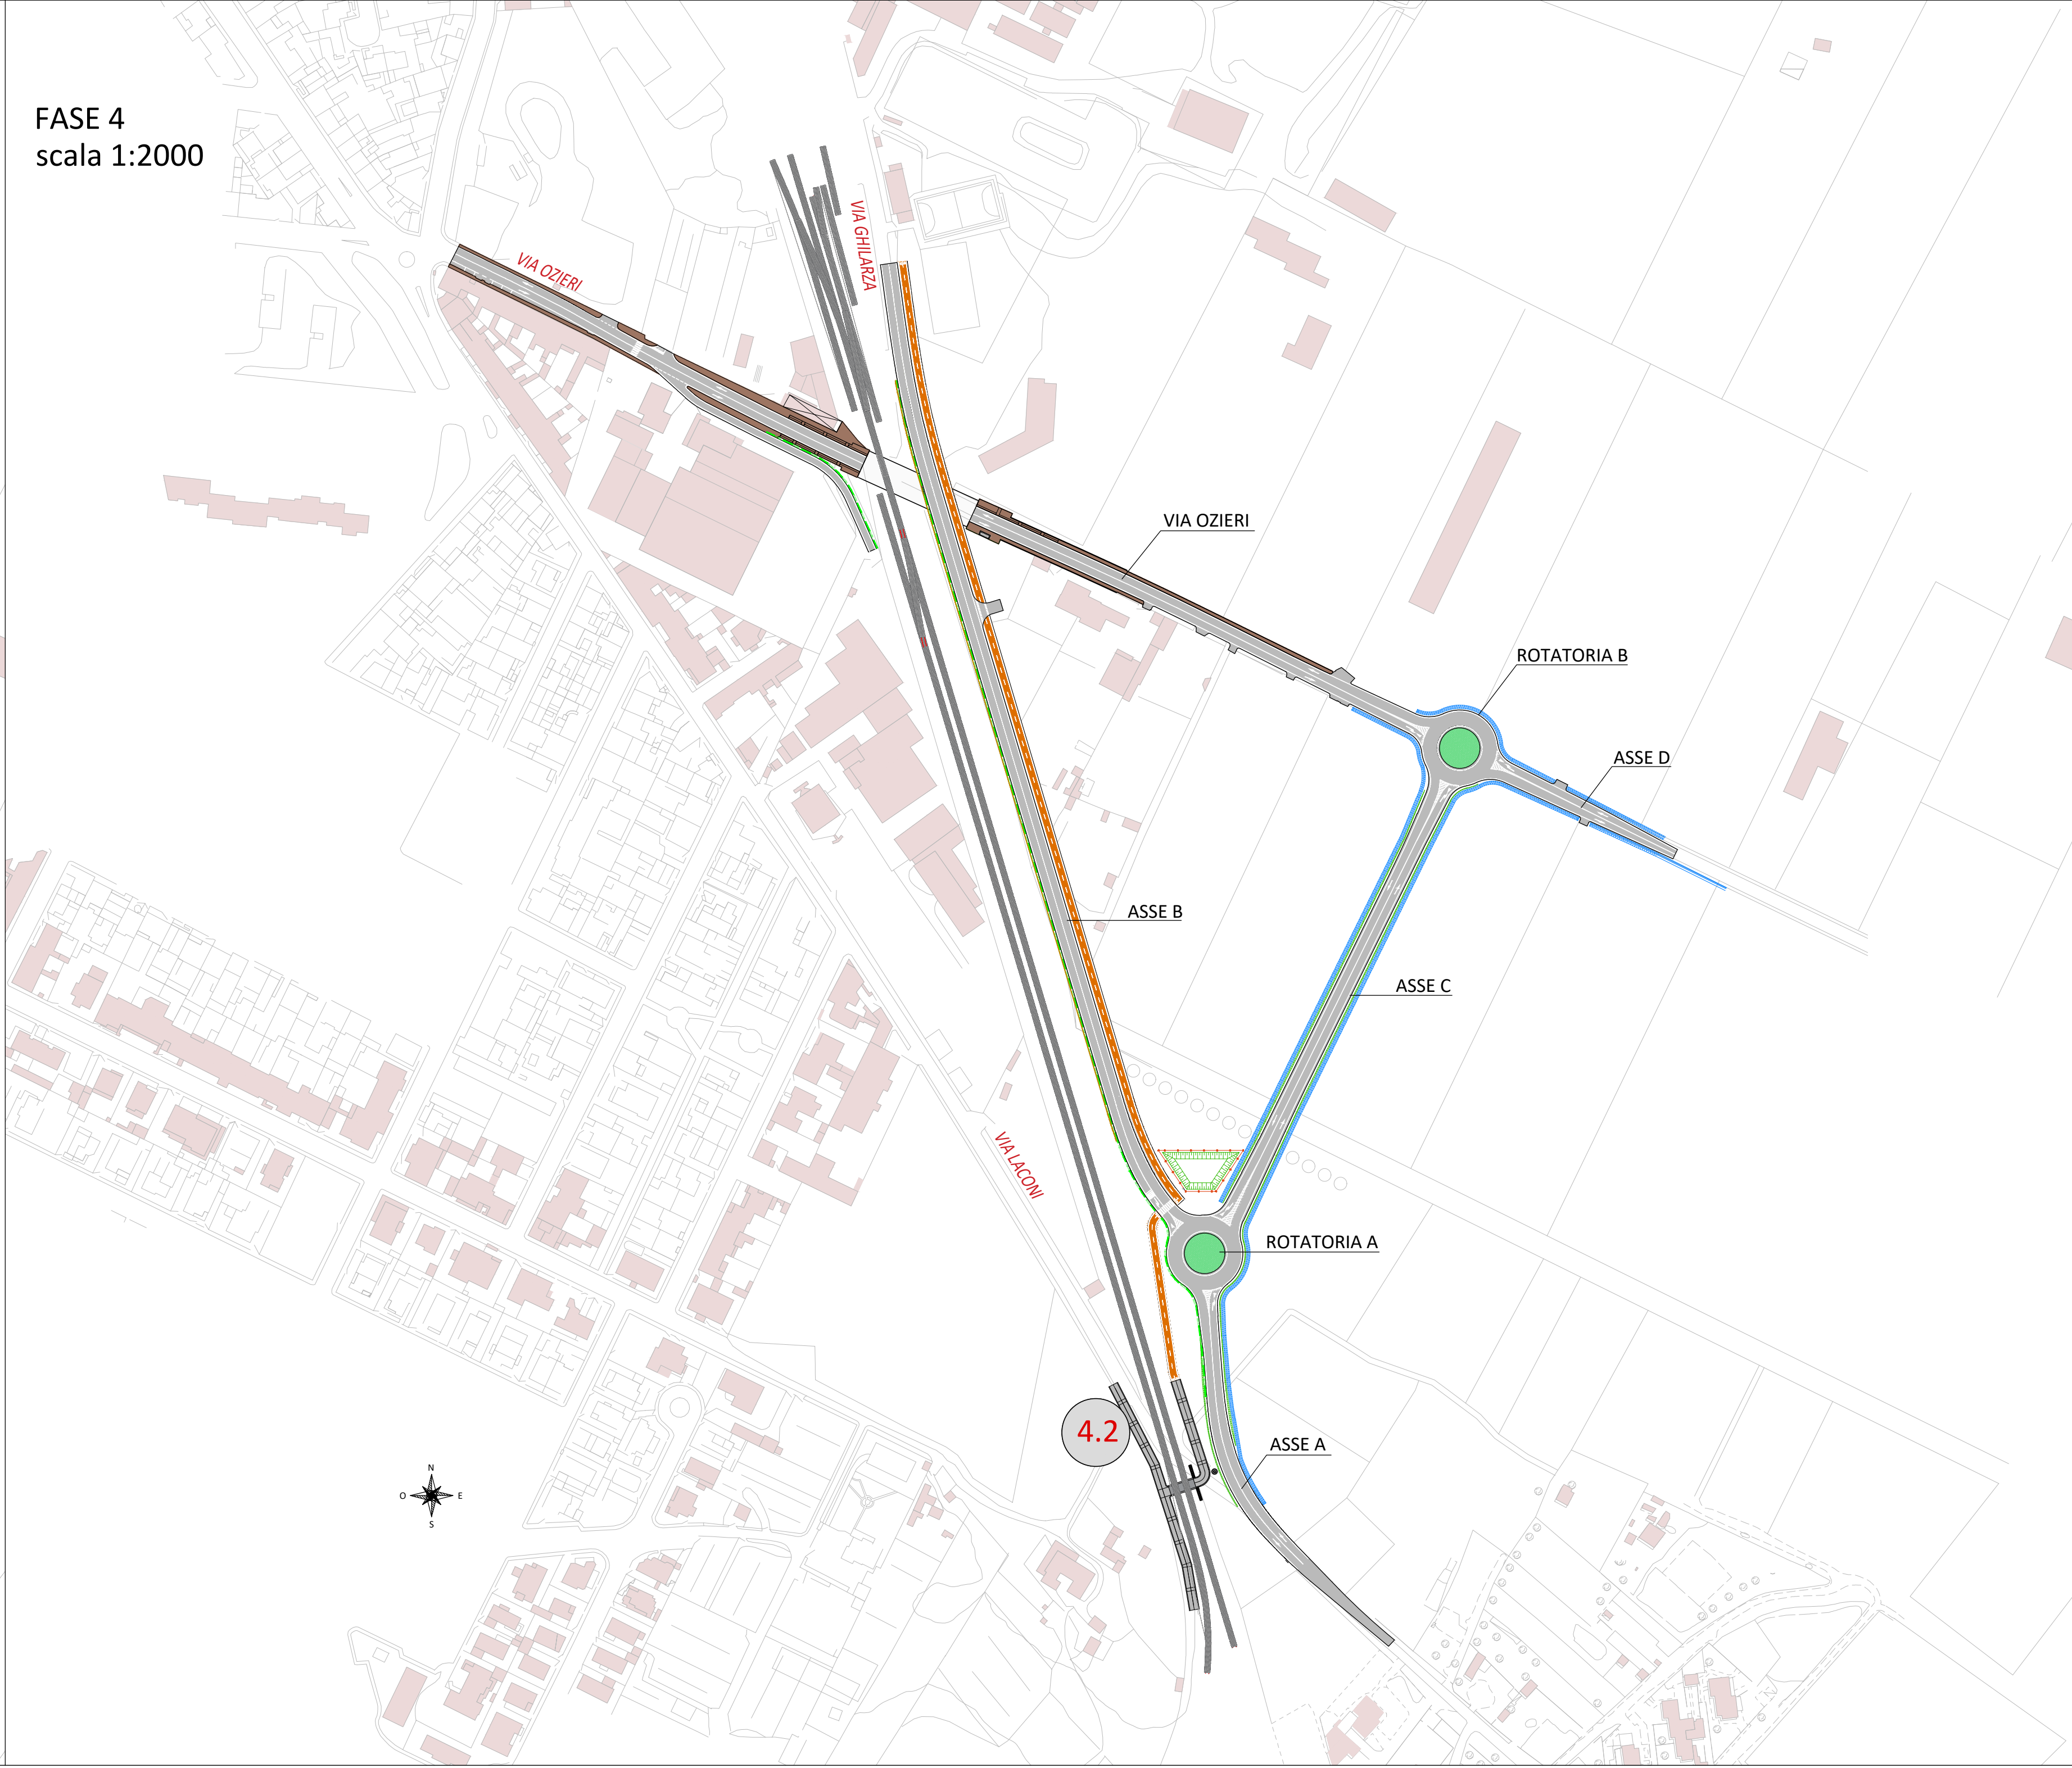 FASE 4
scala 1:2000
VIA GHILARZA
VIA OZIERI
VIA OZIERI
ROTATORIA B
ASSE D
ASSE B
ASSE C
VIA LACONI
ROTATORIA A
4.2
ASSE A
N
O E
S